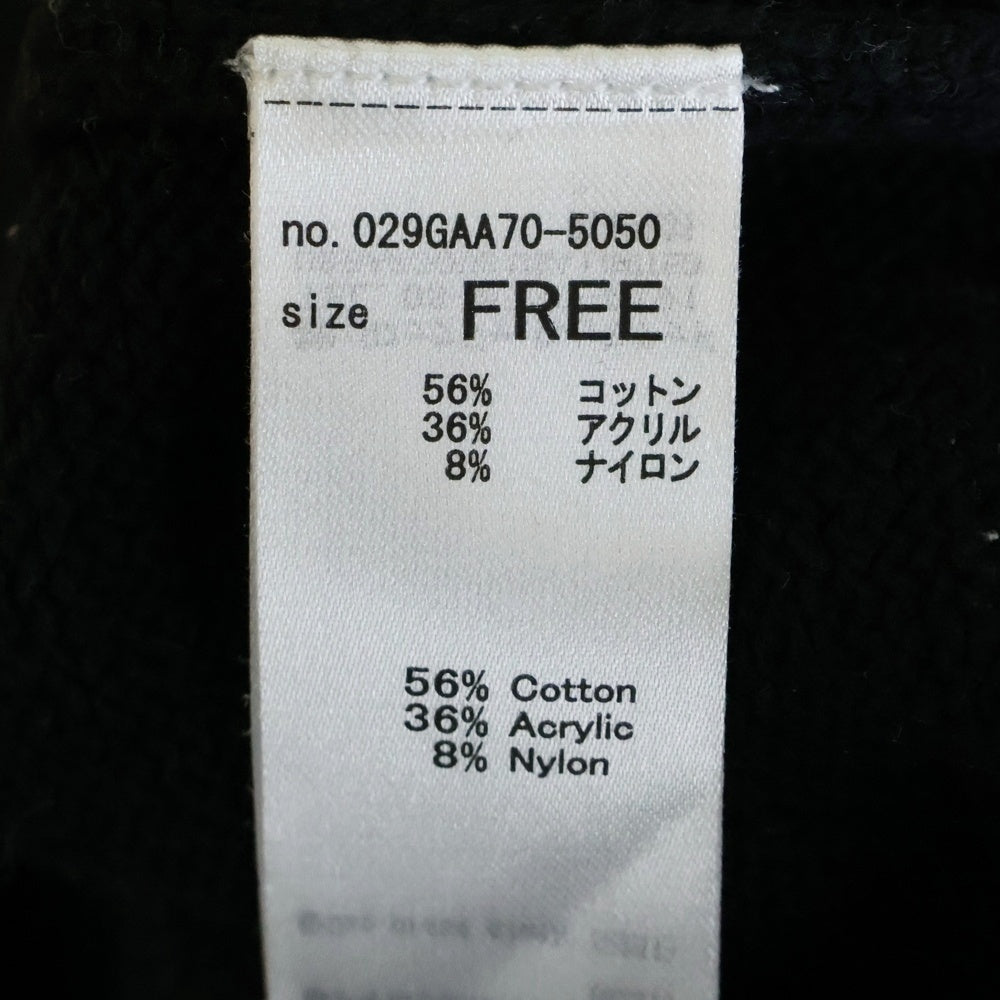 no. 029GAA70-5050
size FREE
56% コットン
36% アクリル
8% ナイロン
56% Cotton
36% Acrylic
8% Nylon